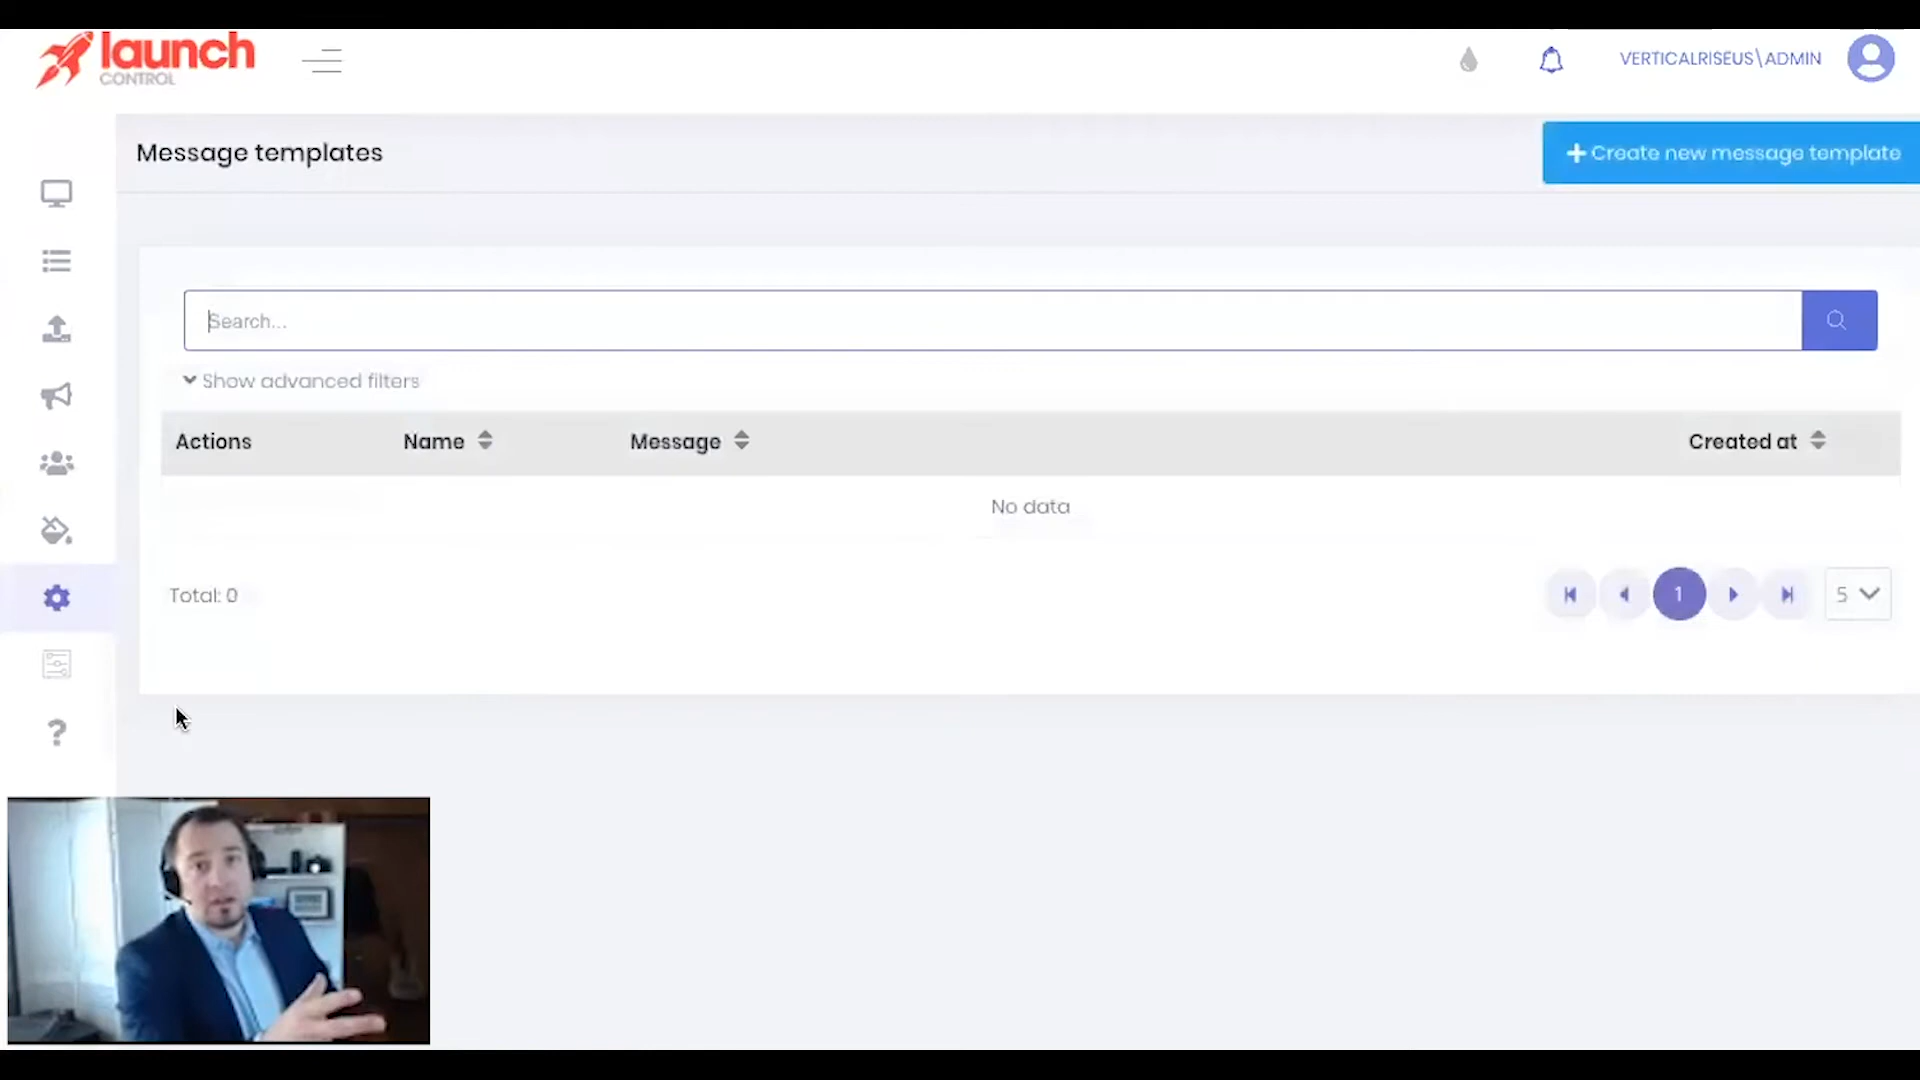 launch
CONTROL
VERTICALRISEUS\ADMIN
Message templates
Create new message template
Search...
Show advanced filters
Actions Name Message Created at
No data
Total: 0
1
5
?